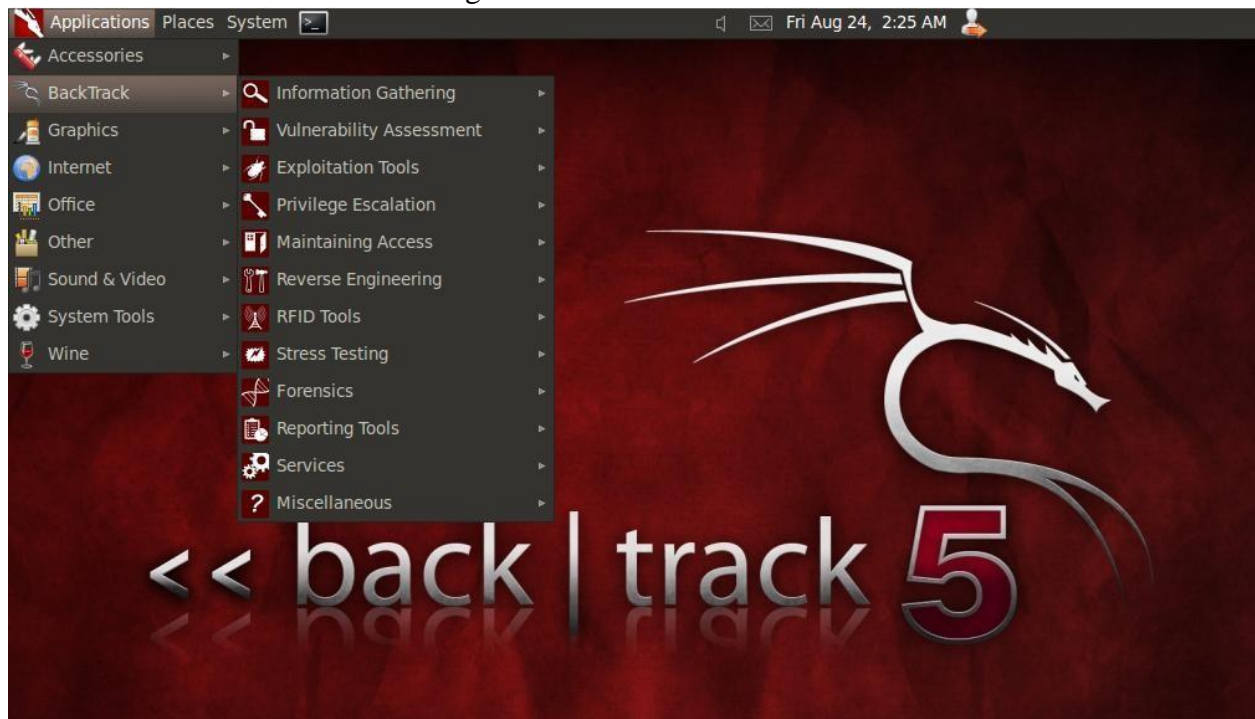 Applications Places System Fri Aug 24, 2:25 AM
Accessories
BackTrack
Graphics
Internet
Office
Other
Sound & Video
System Tools
Wine
Information Gathering
Vulnerability Assessment
Exploitation Tools
Privilege Escalation
Maintaining Access
Reverse Engineering
RFID Tools
Stress Testing
Forensics
Reporting Tools
Services
Miscellaneous
<< back | track 5